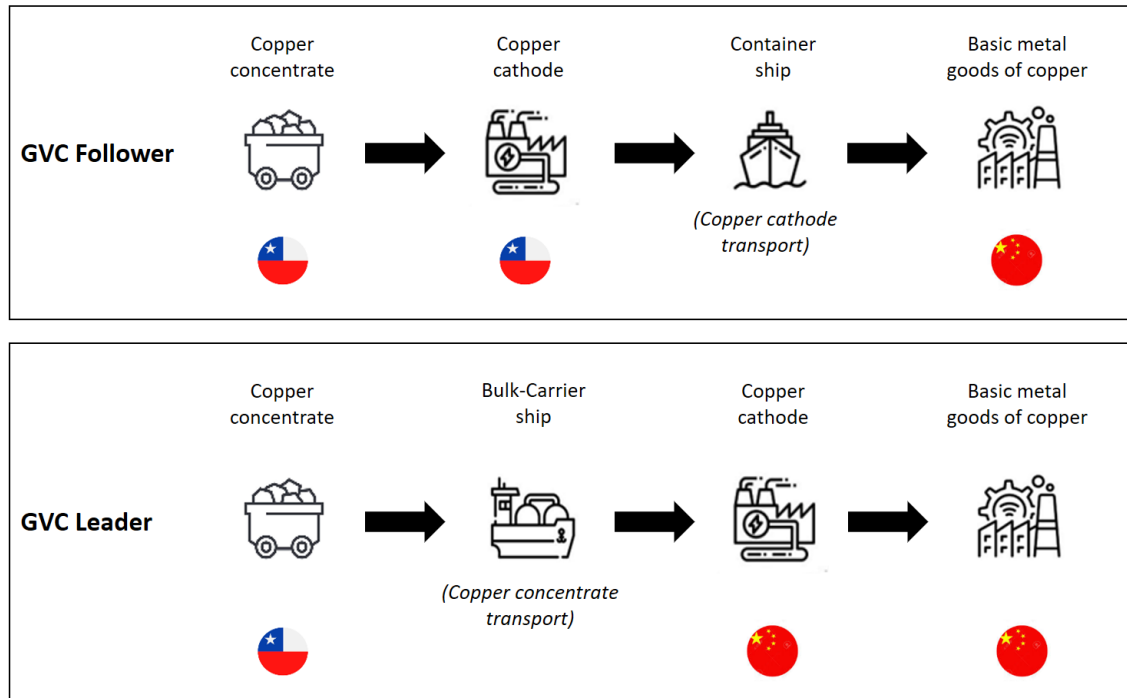 Copper
concentrate
Copper
cathode
Container
ship
Basic metal
goods of copper
GVC Follower
(Copper cathode
transport)
Copper
concentrate
Bulk-Carrier
ship
Copper
cathode
Basic metal
goods of copper
GVC Leader
(Copper concentrate
transport)